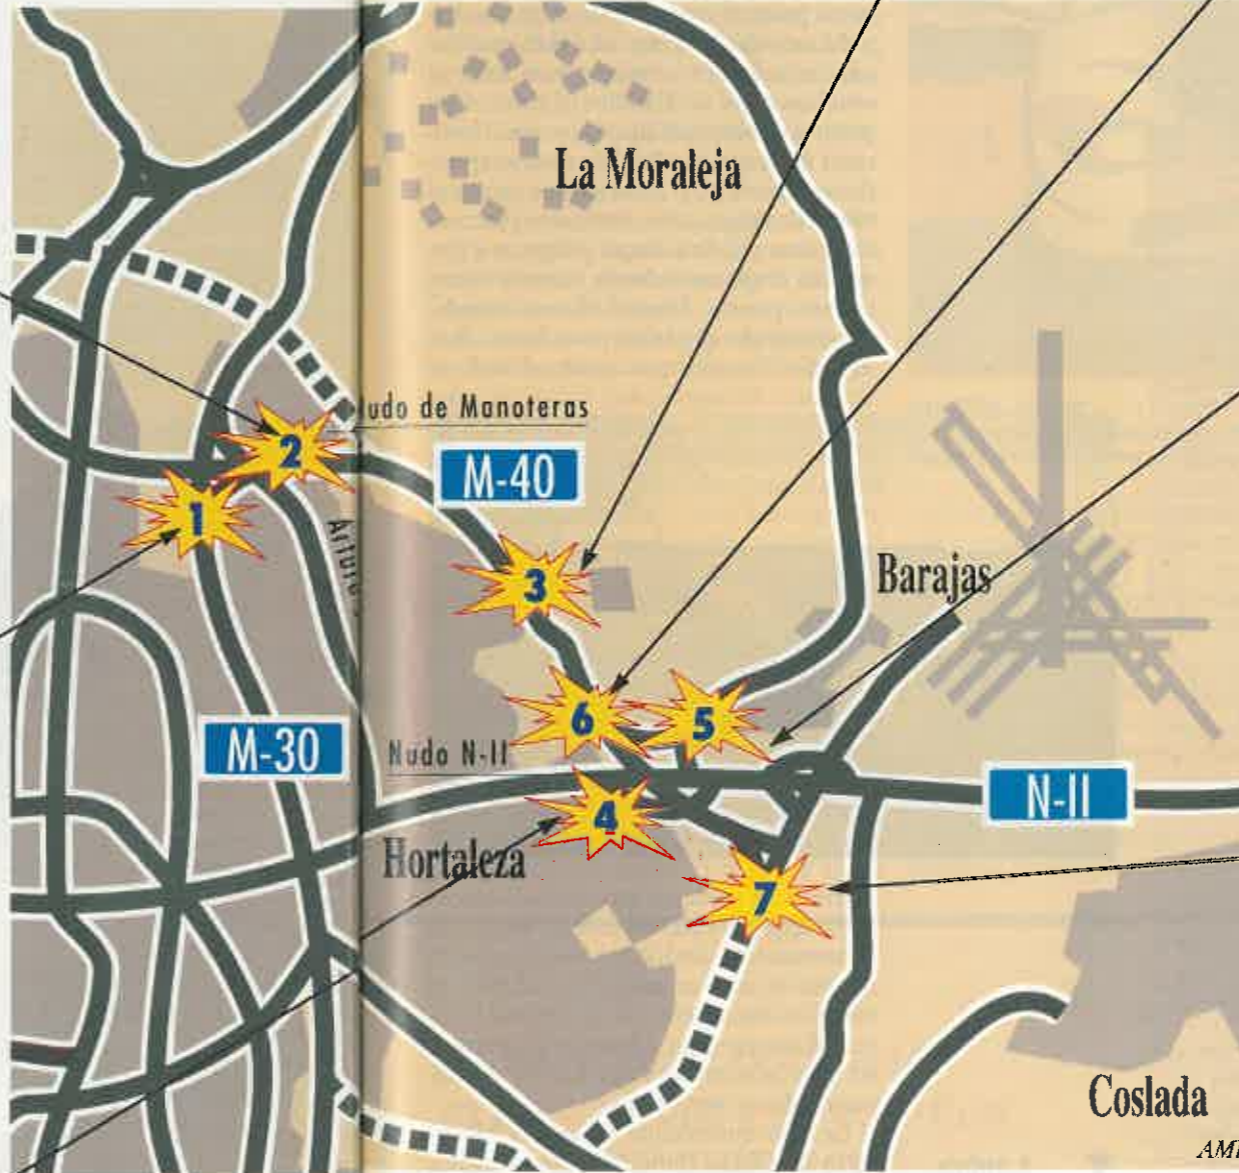 La Moraleja
udo de Manoteras
2
M-40
1
Arturo
3
Barajas
6
5
M-30
Nudo N-II
N-II
4
Hortaleza
7
Coslada